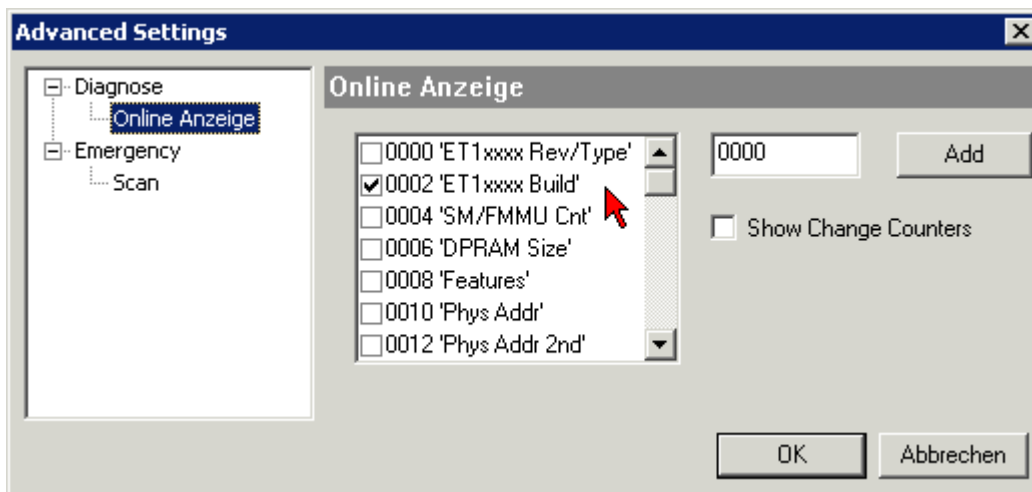 Advanced Settings
Diagnose
Online Anzeige
Emergency
Scan
Online Anzeige
0000 'ET1xxxx Rev/Type'
0002 'ET1xxxx Build'
0004 'SM/FMMU Cnt'
0006 'DPRAM Size'
0008 'Features'
0010 'Phys Addr'
0012 'Phys Addr 2nd'
0000
Add
Show Change Counters
OK
Abbrechen